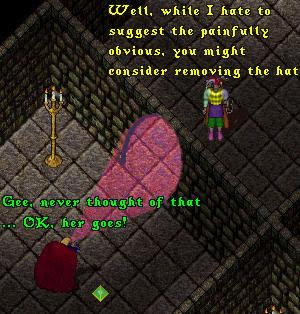 Well, while I hate to
suggest the painfully
obvious, you might
consider removing the hat
Gee, never thought of that
... OK, her goes!